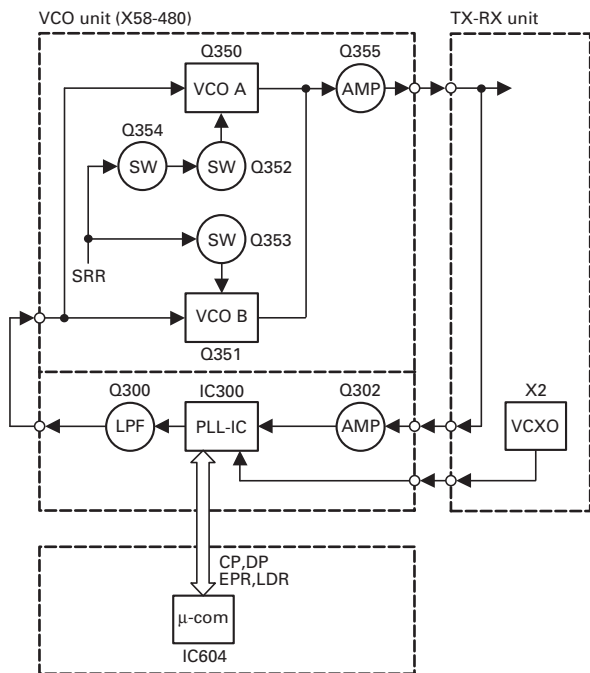 VCO unit (X58-480)
TX-RX unit
Q350
VCO A
Q355
AMP
Q354
SW
SW
Q352
SW
Q353
SRR
VCO B
Q351
Q300
LPF
IC300
PLL-IC
Q302
AMP
X2
VCXO
CP,DP
EPR,LDR
µ-com
IC604